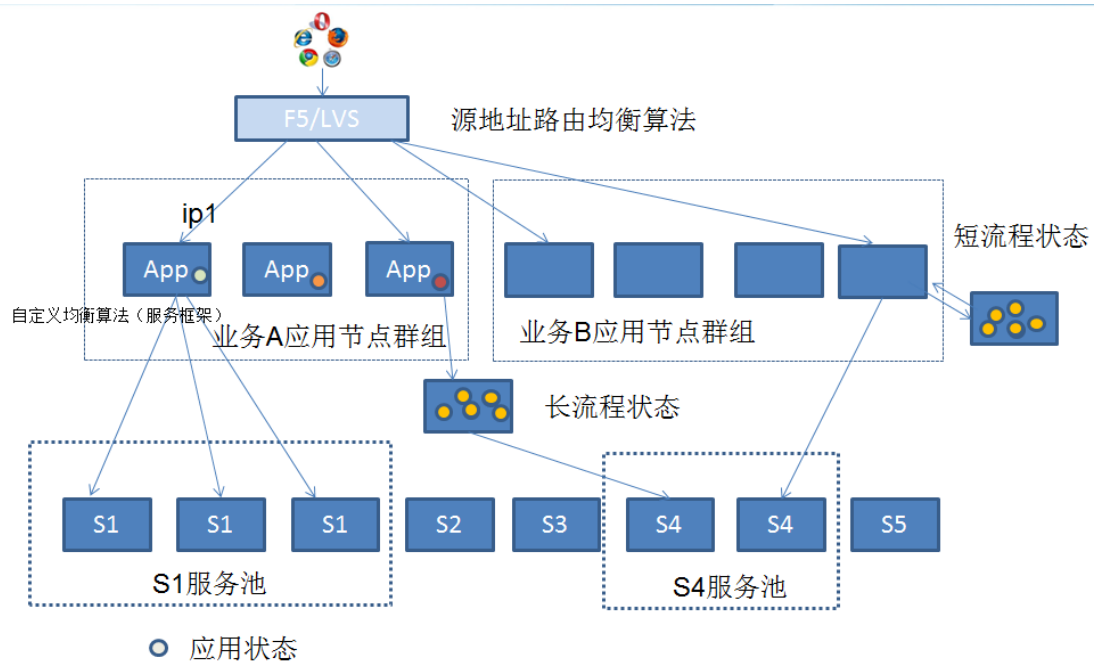 F5/LVS
源地址路由均衡算法
ip1
App
App
App
短流程状态
自定义均衡算法（服务框架）
业务A应用节点群组
业务B应用节点群组
长流程状态
S1
S1
S1
S2
S3
S4
S4
S5
S1服务池
S4服务池
应用状态